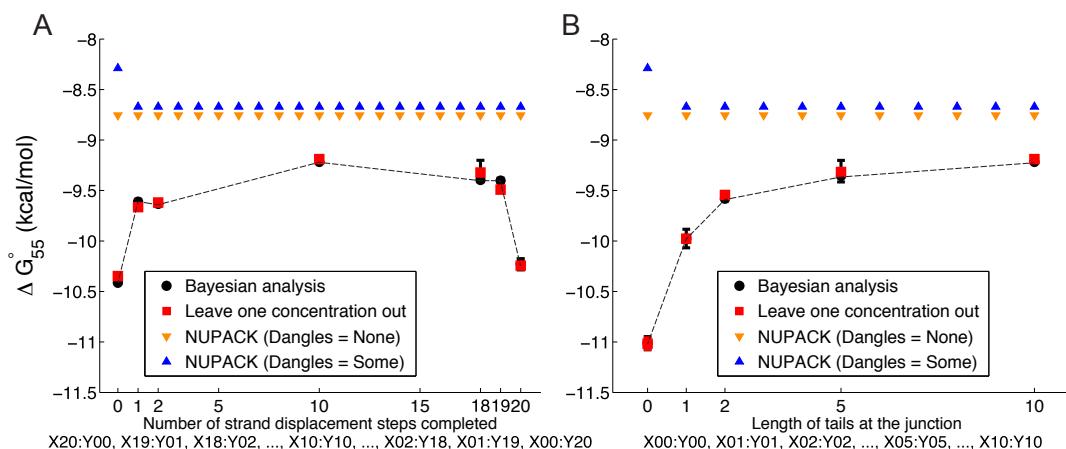 A
B
Δ G°55 (kcal/mol)
−8
−8.5
−9
−9.5
−10
−10.5
−11
−11.5
Bayesian analysis
Leave one concentration out
NUPACK (Dangles = None)
NUPACK (Dangles = Some)
0 1 2 5 10 15 18 19 20
Number of strand displacement steps completed
X20:Y00, X19:Y01, X18:Y02, ..., X10:Y10, ..., X02:Y18, X01:Y19, X00:Y20
−8
−8.5
−9
−9.5
−10
−10.5
−11
−11.5
Bayesian analysis
Leave one concentration out
NUPACK (Dangles = None)
NUPACK (Dangles = Some)
0 1 2 5 10
Length of tails at the junction
X00:Y00, X01:Y01, X02:Y02, ..., X05:Y05, ..., X10:Y10